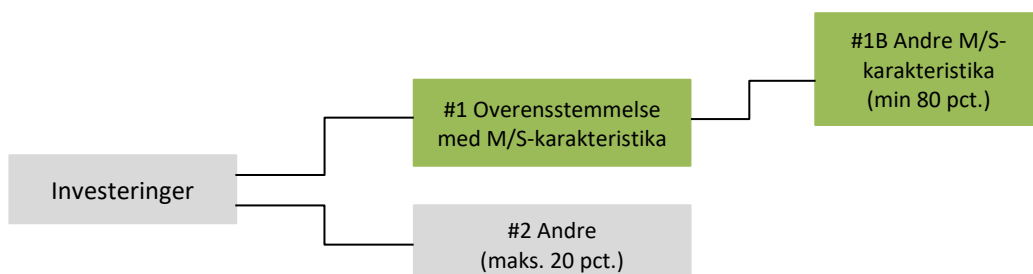 #1B Andre M/S-
karakteristika
(min 80 pct.)
#1 Overensstemmelse
med M/S-karakteristika
Investeringer
#2 Andre
(maks. 20 pct.)